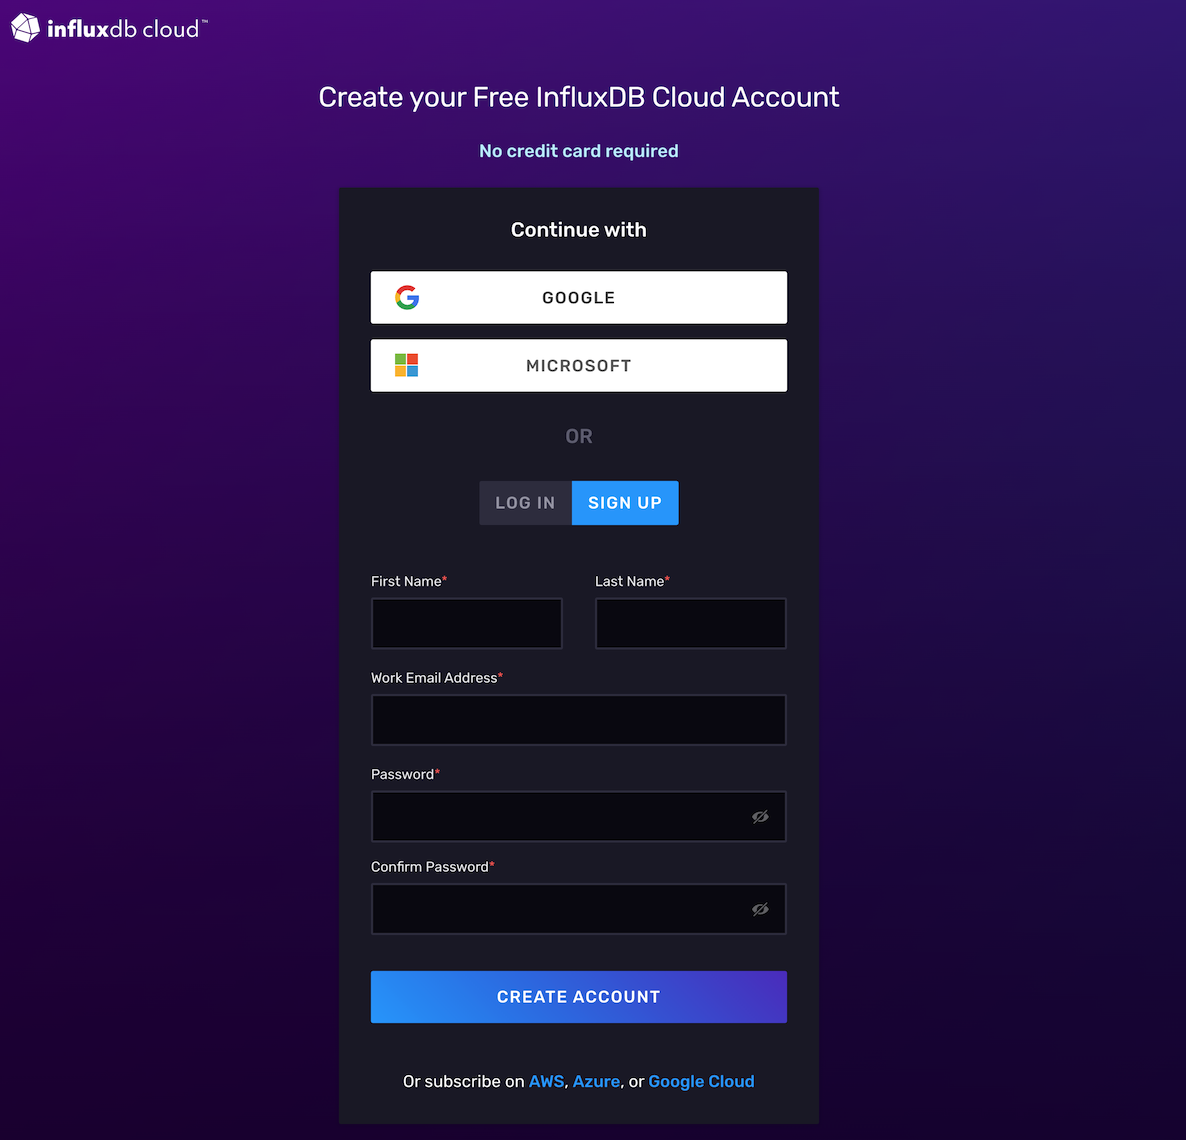 influxdb cloud™
Create your Free InfluxDB Cloud Account
No credit card required
Continue with
GOOGLE
MICROSOFT
OR
LOG IN SIGN UP
First Name* Last Name*
Work Email Address*
Password*
Confirm Password*
CREATE ACCOUNT
Or subscribe on AWS, Azure, or Google Cloud